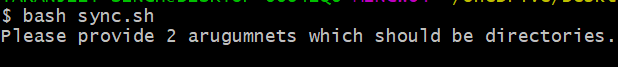 $ bash sync.sh
Please provide 2 arugumnets which should be directories.